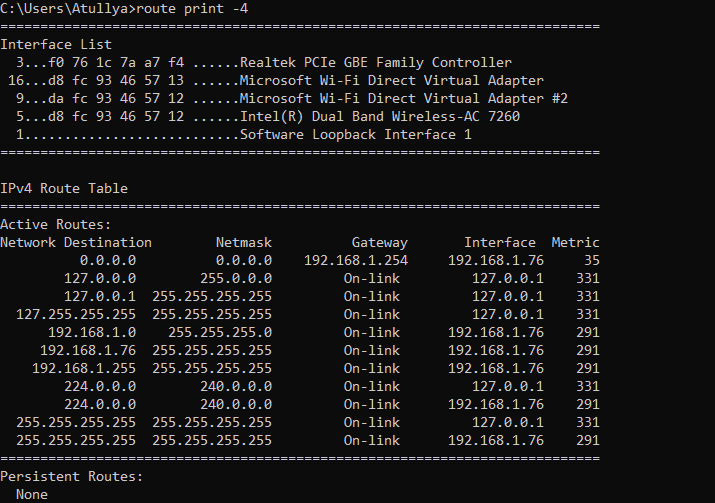 C:\Users\Atullya>route print -4
===========================================================================
Interface List
  3...f0 76 1c 7a a7 f4 ......Realtek PCIe GBE Family Controller
 16...d8 fc 93 46 57 13 ......Microsoft Wi-Fi Direct Virtual Adapter
  9...da fc 93 46 57 12 ......Microsoft Wi-Fi Direct Virtual Adapter #2
  5...d8 fc 93 46 57 12 ......Intel(R) Dual Band Wireless-AC 7260
  1...........................Software Loopback Interface 1
===========================================================================
IPv4 Route Table
===========================================================================
Active Routes:
Network Destination        Netmask          Gateway       Interface  Metric
          0.0.0.0          0.0.0.0    192.168.1.254     192.168.1.76     35
        127.0.0.0        255.0.0.0         On-link         127.0.0.1    331
        127.0.0.1  255.255.255.255         On-link         127.0.0.1    331
  127.255.255.255  255.255.255.255         On-link         127.0.0.1    331
      192.168.1.0    255.255.255.0         On-link      192.168.1.76    291
     192.168.1.76  255.255.255.255         On-link      192.168.1.76    291
    192.168.1.255  255.255.255.255         On-link      192.168.1.76    291
        224.0.0.0        240.0.0.0         On-link         127.0.0.1    331
        224.0.0.0        240.0.0.0         On-link      192.168.1.76    291
  255.255.255.255  255.255.255.255         On-link         127.0.0.1    331
  255.255.255.255  255.255.255.255         On-link      192.168.1.76    291
===========================================================================
Persistent Routes:
  None